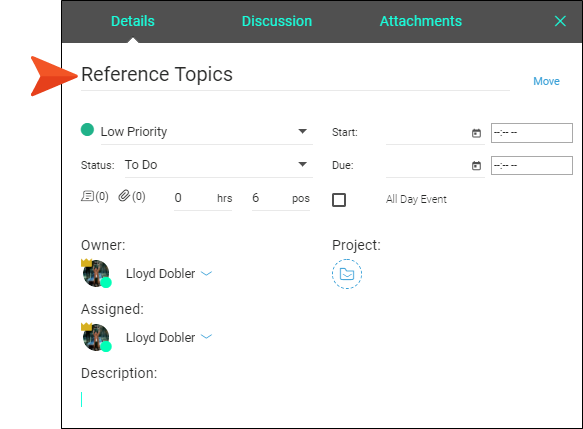 Details Discussion Attachments
Reference Topics
Move
Low Priority Start: --:-- --
Status: To Do Due: --:-- --
(0) (0) 0 hrs 6 pos All Day Event
Owner: Project:
Lloyd Dobler
Assigned:
Lloyd Dobler
Description: